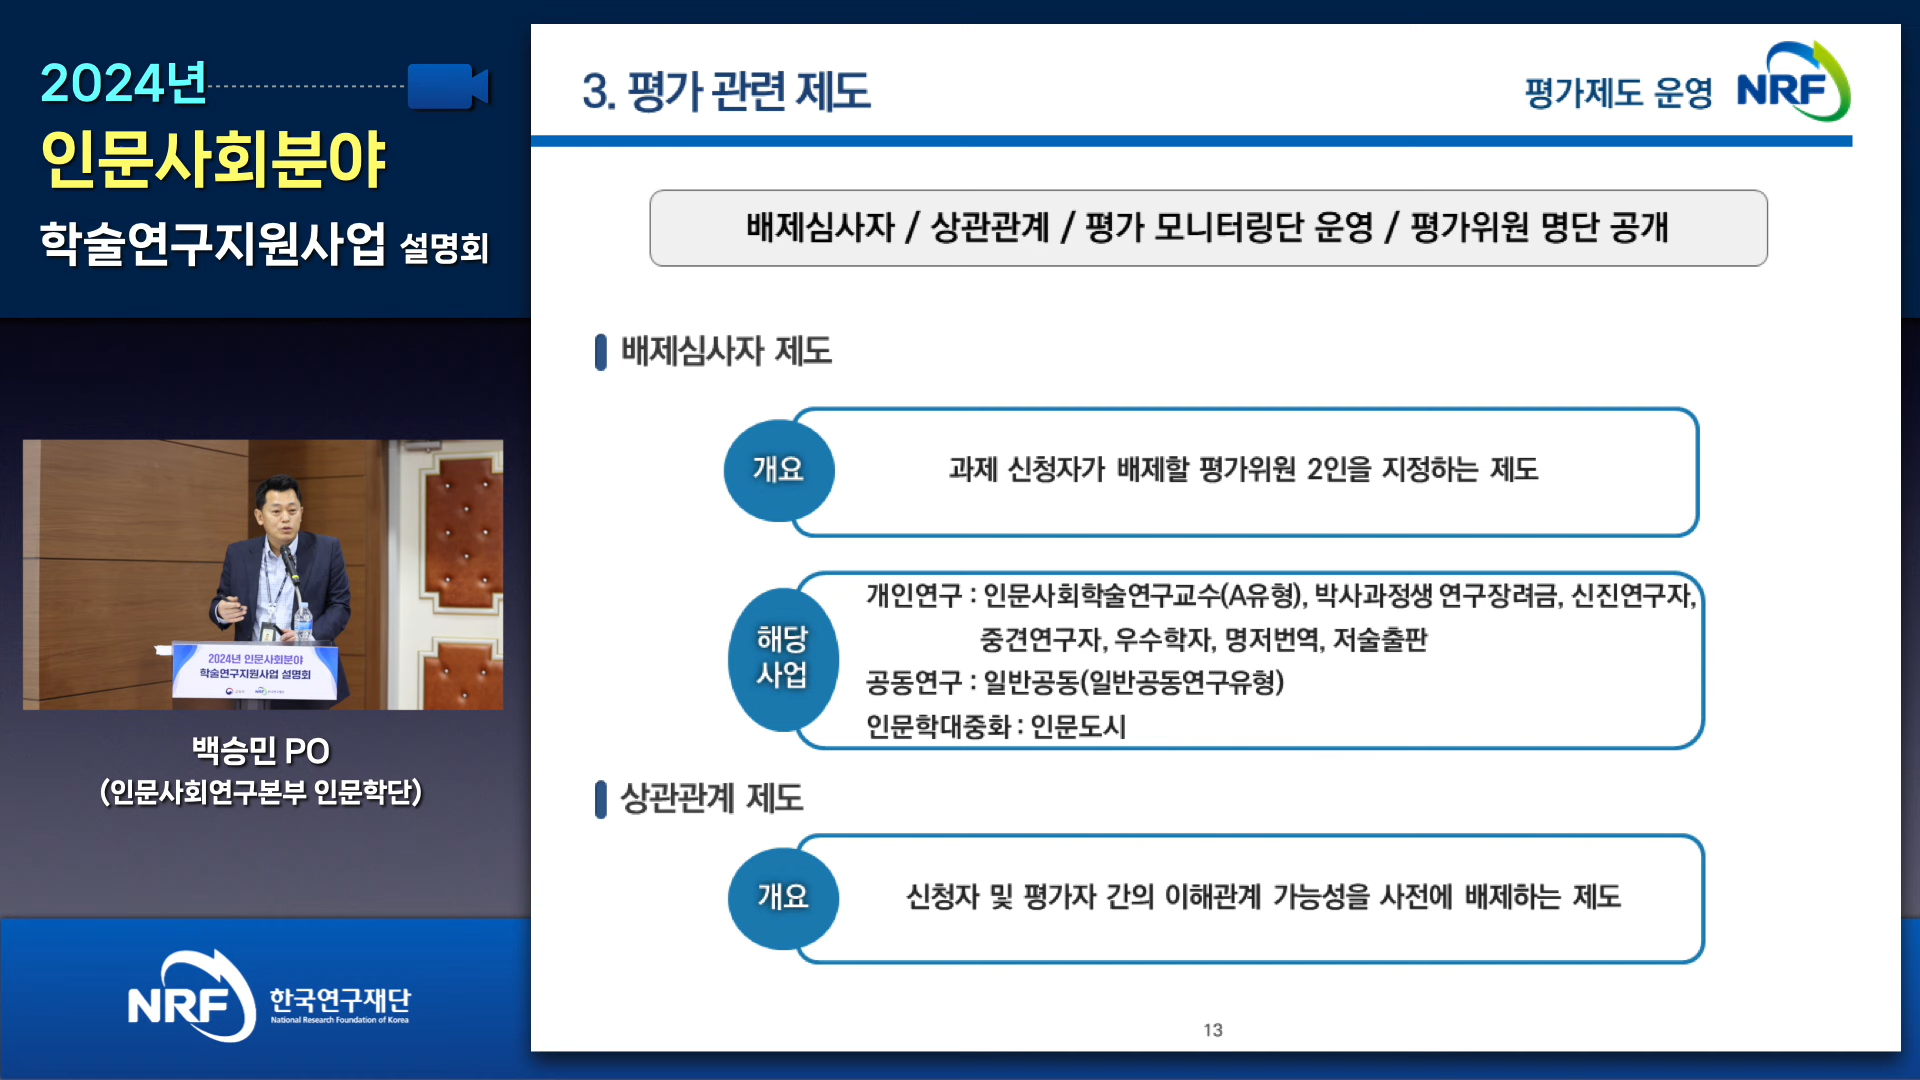 2024년
인문사회분야
학술연구지원사업 설명회
2024년 인문사회분야
학술연구지원사업 설명회
백승민 PO
(인문사회연구본부 인문학단)
NRF 한국연구재단
National Research Foundation of Korea
3. 평가 관련 제도
평가제도 운영 NRF
배제심사자 / 상관관계 / 평가 모니터링단 운영 / 평가위원 명단 공개
배제심사자 제도
개요
과제 신청자가 배제할 평가위원 2인을 지정하는 제도
해당
사업
개인연구 : 인문사회학술연구교수(A유형), 박사과정생 연구장려금, 신진연구자,
중견연구자, 우수학자, 명저번역, 저술출판
공동연구 : 일반공동(일반공동연구유형)
인문학대중화 : 인문도시
상관관계 제도
개요
신청자 및 평가자 간의 이해관계 가능성을 사전에 배제하는 제도
13